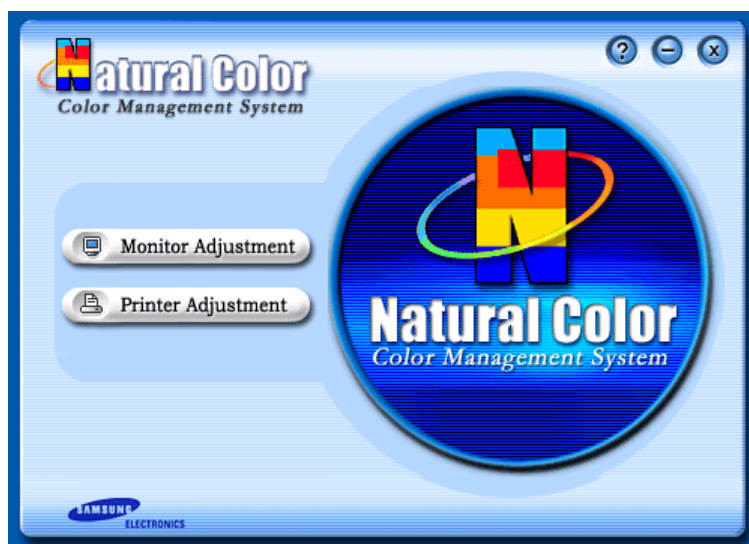 Natural Color
Color Management System
? – x
Monitor Adjustment
Printer Adjustment
N
Natural Color
Color Management System
SAMSUNG
ELECTRONICS